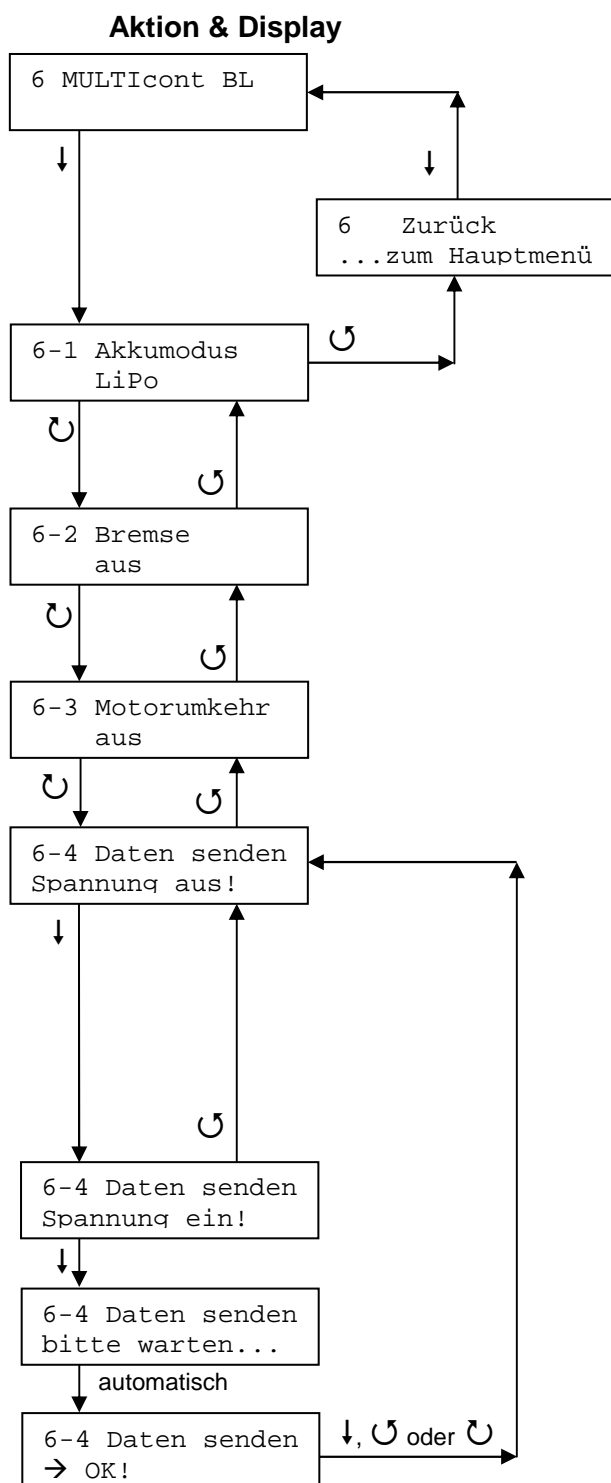 Aktion & Display
6 MULTIcont BL
↓
↓
6 Zurück
...zum Hauptmenü
6-1 Akkumodus
LiPo
↺
↻
↺
6-2 Bremse
aus
↻
↺
6-3 Motorumkehr
aus
↻
↺
6-4 Daten senden
Spannung aus!
↓
↺
6-4 Daten senden
Spannung ein!
↓
6-4 Daten senden
bitte warten...
automatisch
6-4 Daten senden
→ OK!
↓, ↺ oder ↻